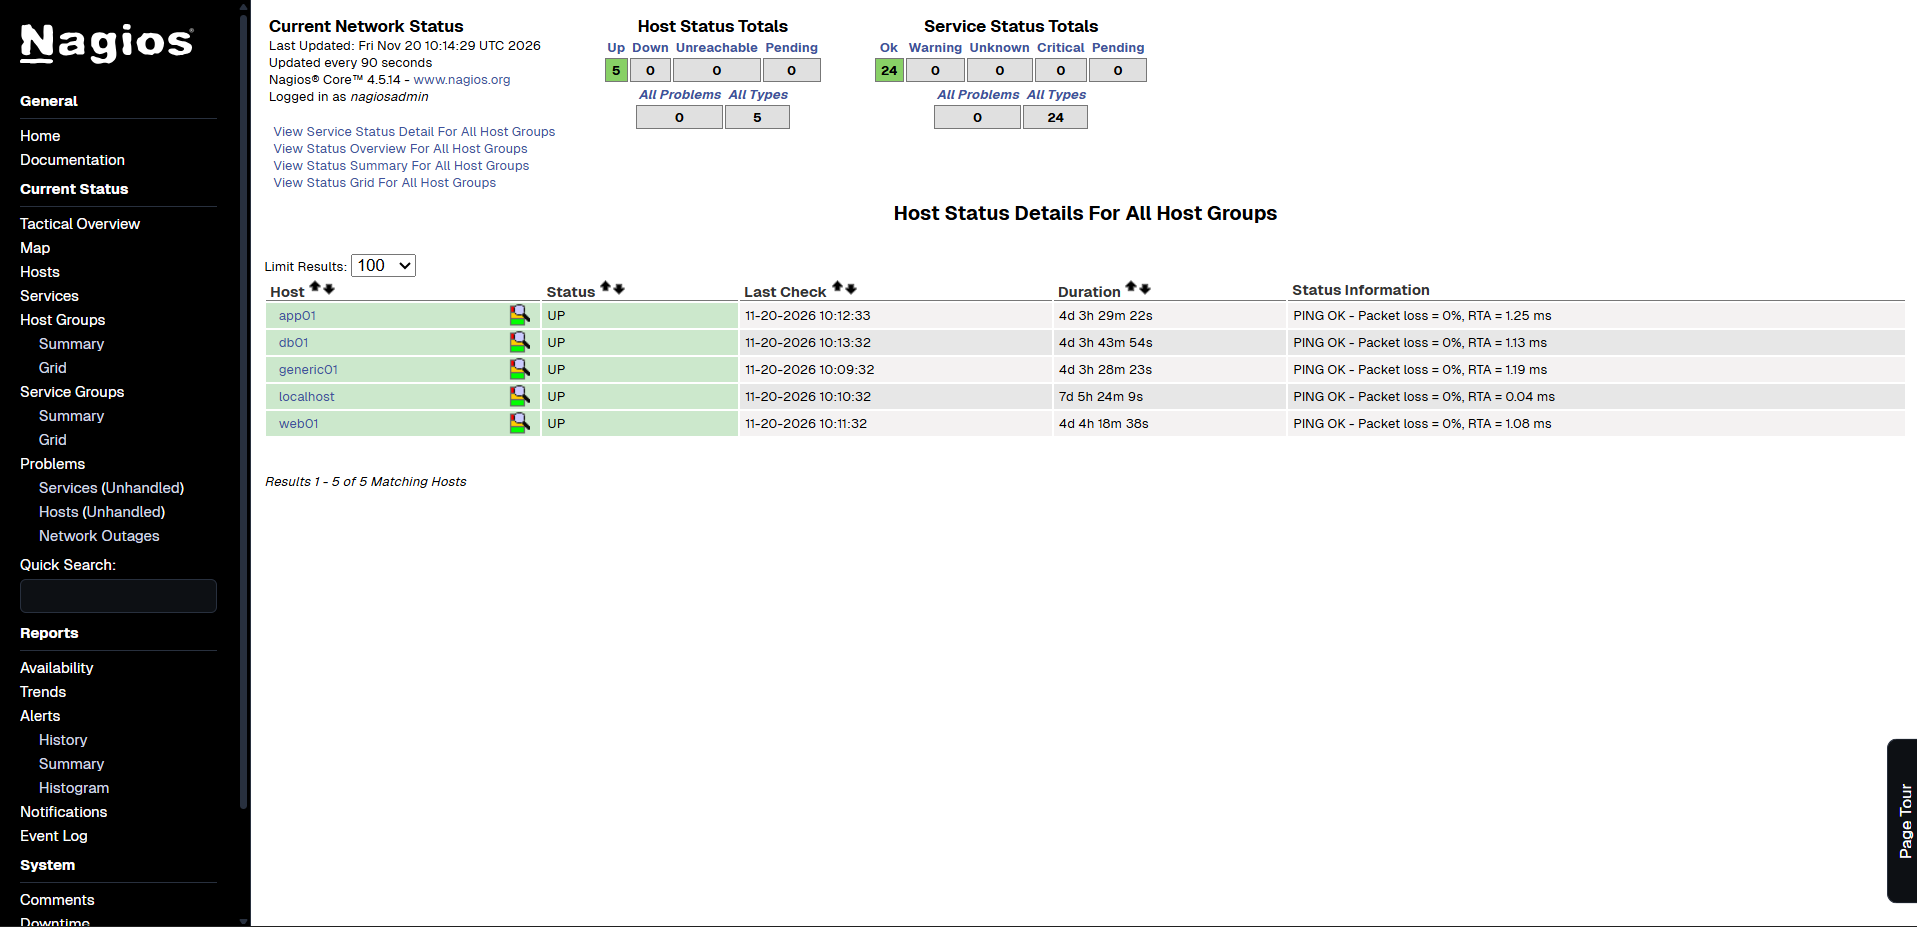 Nagios®
General
Home
Documentation
Current Status
Tactical Overview
Map
Hosts
Services
Host Groups
Summary
Grid
Service Groups
Summary
Grid
Problems
Services (Unhandled)
Hosts (Unhandled)
Network Outages
Quick Search:
Reports
Availability
Trends
Alerts
History
Summary
Histogram
Notifications
Event Log
System
Comments
Downtime
Current Network Status
Last Updated: Fri Nov 20 10:14:29 UTC 2026
Updated every 90 seconds
Nagios® Core™ 4.5.14 - www.nagios.org
Logged in as nagiosadmin
View Service Status Detail For All Host Groups
View Status Overview For All Host Groups
View Status Summary For All Host Groups
View Status Grid For All Host Groups
Host Status Totals
Up Down Unreachable Pending
5 0 0 0
All Problems All Types
0 5
Service Status Totals
Ok Warning Unknown Critical Pending
24 0 0 0 0
All Problems All Types
0 24
Host Status Details For All Host Groups
Limit Results: 100
Host Status Last Check Duration Status Information
app01 UP 11-20-2026 10:12:33 4d 3h 29m 22s PING OK - Packet loss = 0%, RTA = 1.25 ms
db01 UP 11-20-2026 10:13:32 4d 3h 43m 54s PING OK - Packet loss = 0%, RTA = 1.13 ms
generic01 UP 11-20-2026 10:09:32 4d 3h 28m 23s PING OK - Packet loss = 0%, RTA = 1.19 ms
localhost UP 11-20-2026 10:10:32 7d 5h 24m 9s PING OK - Packet loss = 0%, RTA = 0.04 ms
web01 UP 11-20-2026 10:11:32 4d 4h 18m 38s PING OK - Packet loss = 0%, RTA = 1.08 ms
Results 1 - 5 of 5 Matching Hosts
Page Tour